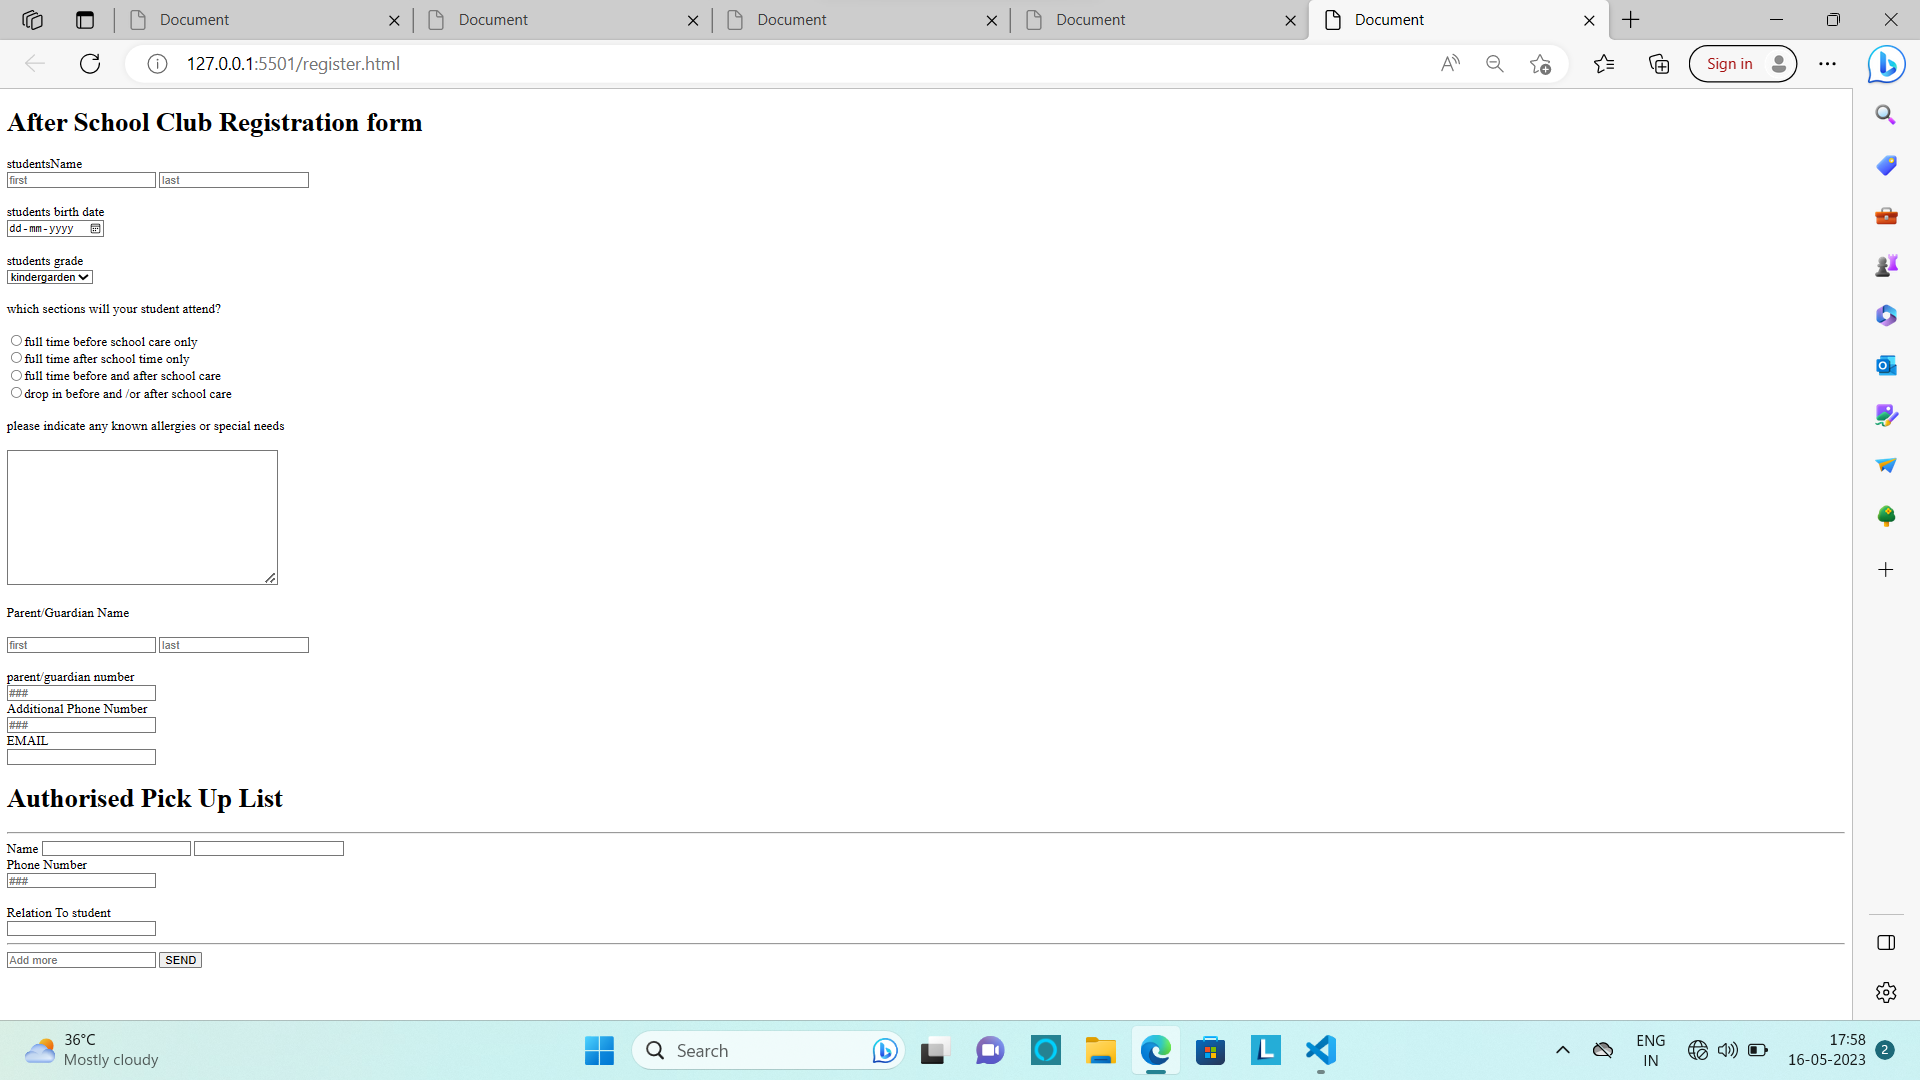 Document
Document
Document
Document
Document
127.0.0.1:5501/register.html
Sign in
After School Club Registration form
studentsName
first last
students birth date
dd-mm-yyyy
students grade
kindergarden
which sections will your student attend?
full time before school care only
full time after school time only
full time before and after school care
drop in before and /or after school care
please indicate any known allergies or special needs
Parent/Guardian Name
first last
parent/guardian number
###
Additional Phone Number
###
EMAIL
Authorised Pick Up List
Name
Phone Number
###
Relation To student
Add more SEND
36°C
Mostly cloudy
Search
ENG
IN
17:58
16-05-2023
2